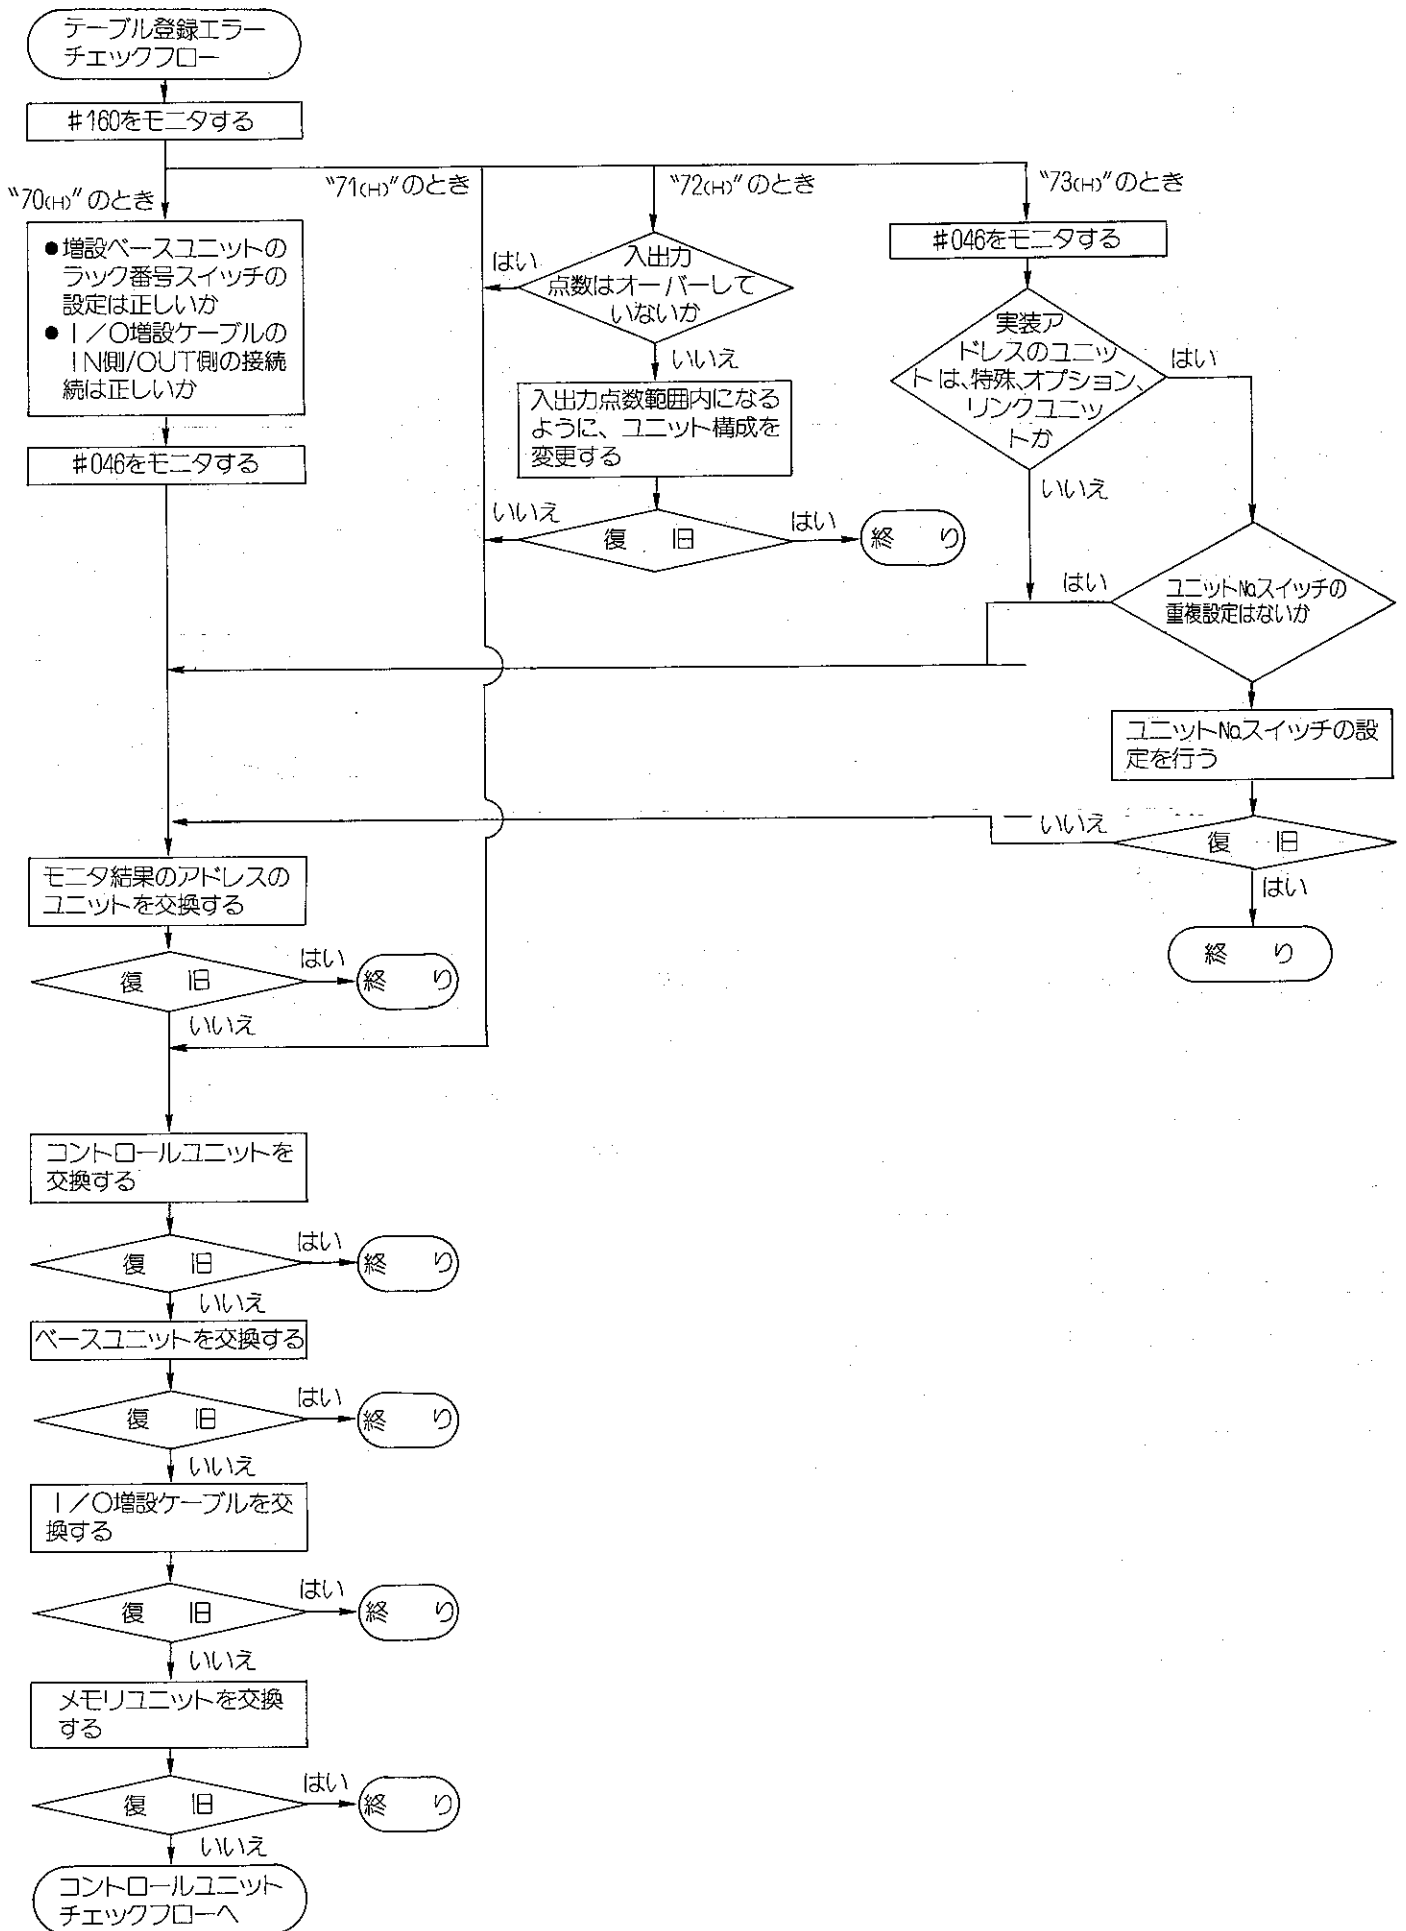 テーブル登録エラー
チェックフロー
#160をモニタする
"70(H)"のとき
"71(H)"のとき
"72(H)"のとき
"73(H)"のとき
●増設ベースユニットの
ラック番号スイッチの
設定は正しいか
●I/O増設ケーブルの
IN側/OUT側の接続
続は正しいか
#046をモニタする
はい
入出力
点数はオーバーして
いないか
いいえ
入出力点数範囲内になる
ように、ユニット構成を
変更する
いいえ
復 旧
はい
終 り
#046をモニタする
実装ア
ドレスのユニッ
トは、特殊、オプション、
リンクユニッ
トか
はい
いいえ
はい
ユニットNoスイッチの
重複設定はないか
ユニットNoスイッチの設
定を行う
いいえ
復 旧
はい
終 り
モニタ結果のアドレスの
ユニットを交換する
復 旧
はい
終 り
いいえ
コントロールユニットを
交換する
復 旧
はい
終 り
いいえ
ベースユニットを交換する
復 旧
はい
終 り
いいえ
I/O増設ケーブルを交
換する
復 旧
はい
終 り
いいえ
メモリユニットを交換
する
復 旧
はい
終 り
いいえ
コントロールユニット
チェックフローへ